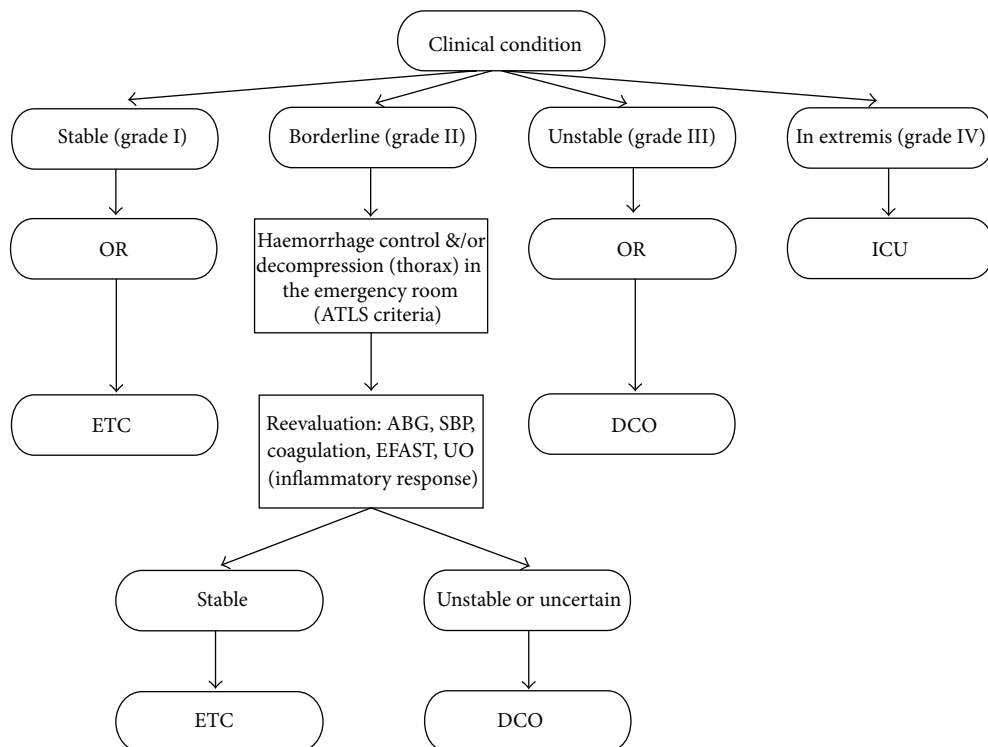 Clinical condition
Stable (grade I)
Borderline (grade II)
Unstable (grade III)
In extremis (grade IV)
OR
Haemorrhage control &/or
decompression (thorax) in
the emergency room
(ATLS criteria)
OR
ICU
ETC
Reevaluation: ABG, SBP,
coagulation, EFAST, UO
(inflammatory response)
DCO
Stable
Unstable or uncertain
ETC
DCO